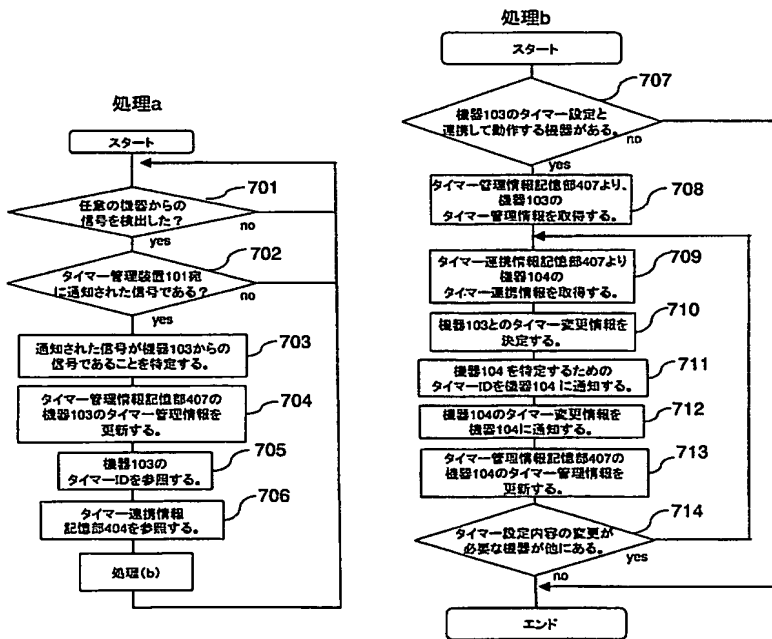 処理a
スタート
701
任意の機器からの
信号を検出した？
no
yes
702
タイマー管理装置101宛
に通知された信号である？
no
yes
703
通知された信号が機器103からの
信号であることを特定する。
704
タイマー管理情報記憶部407の
機器103のタイマー管理情報を
更新する。
705
機器103の
タイマーIDを参照する。
706
タイマー連携情報
記憶部404を参照する。
処理(b)
処理b
スタート
707
機器103のタイマー設定と
連携して動作する機器がある。
no
yes
708
タイマー管理情報記憶部407より、
機器103の
タイマー管理情報を取得する。
709
タイマー連携情報記憶部407より
機器104の
タイマー連携情報を取得する。
710
機器103とのタイマー変更情報を
決定する。
711
機器104を特定するための
タイマーIDを機器104に通知する。
712
機器104のタイマー変更情報を
機器104に通知する。
713
タイマー管理情報記憶部407の
機器104のタイマー管理情報を
更新する。
714
タイマー設定内容の変更が
必要な機器が他にある。
yes
no
エンド